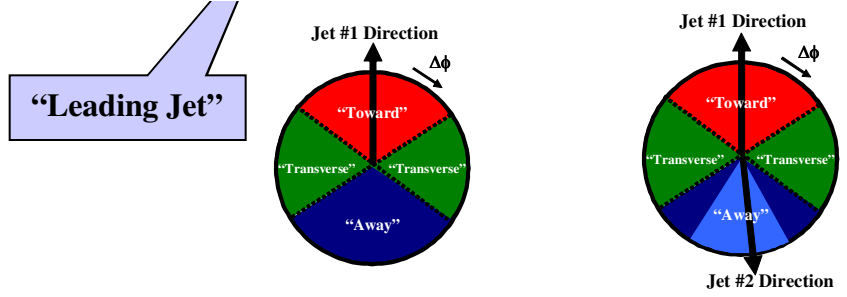 “Leading Jet”
Jet #1 Direction
Δϕ
“Toward”
“Transverse” “Transverse”
“Away”
Jet #1 Direction
Δϕ
“Toward”
“Transverse” “Transverse”
“Away”
Jet #2 Direction